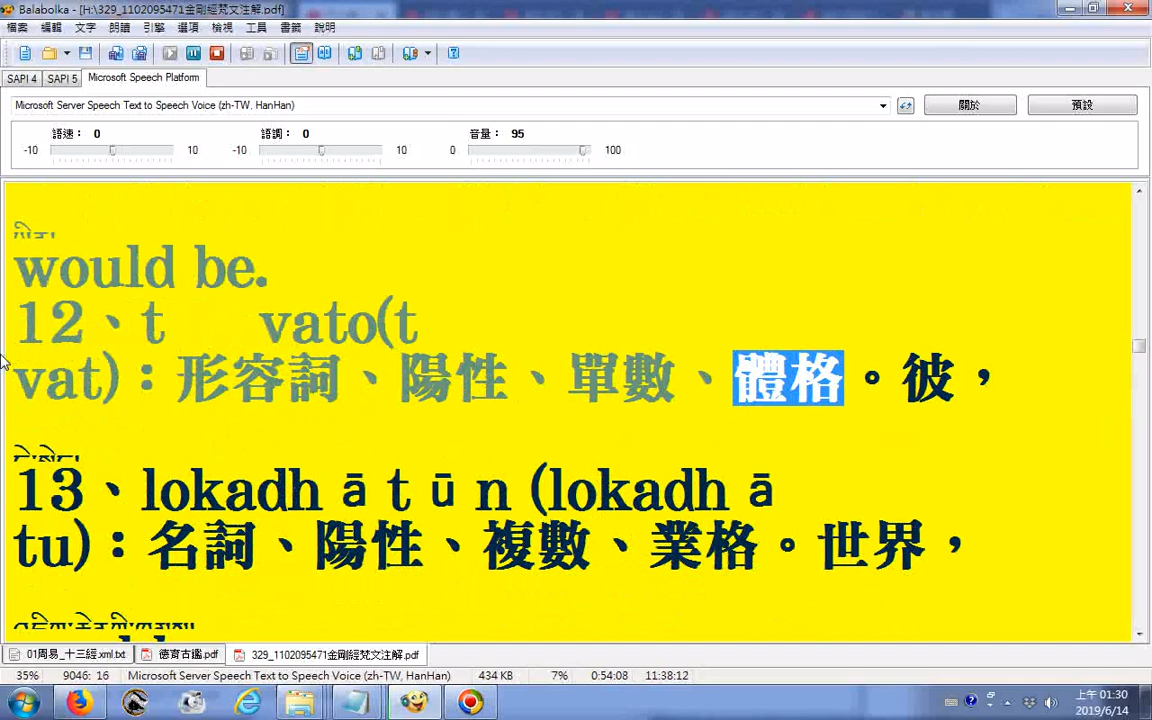 Balabolka - [H:\329_1102095471金剛經梵文注解.pdf]
檔案 編輯 文字 朗讀 引擎 選項 檢視 工具 書籤 說明
SAPI 4 SAPI 5 Microsoft Speech Platform
Microsoft Server Speech Text to Speech Voice (zh-TW, HanHan) 關於 預設
語速： 0 語調： 0 音量： 95
-10 10 -10 10 0 100
would be.
12、t vato(t
vat)：形容詞、陽性、單數、體格。彼，
13、lokadh ā t ū n (lokadh ā
tu)：名詞、陽性、複數、業格。世界，
01周易_十三經.xml.txt 德育古鑑.pdf 329_1102095471金剛經梵文注解.pdf
35% 9046: 16 Microsoft Server Speech Text to Speech Voice (zh-TW, HanHan) 434 KB 7% 0:54:08 11:38:12
上午 01:30
2019/6/14